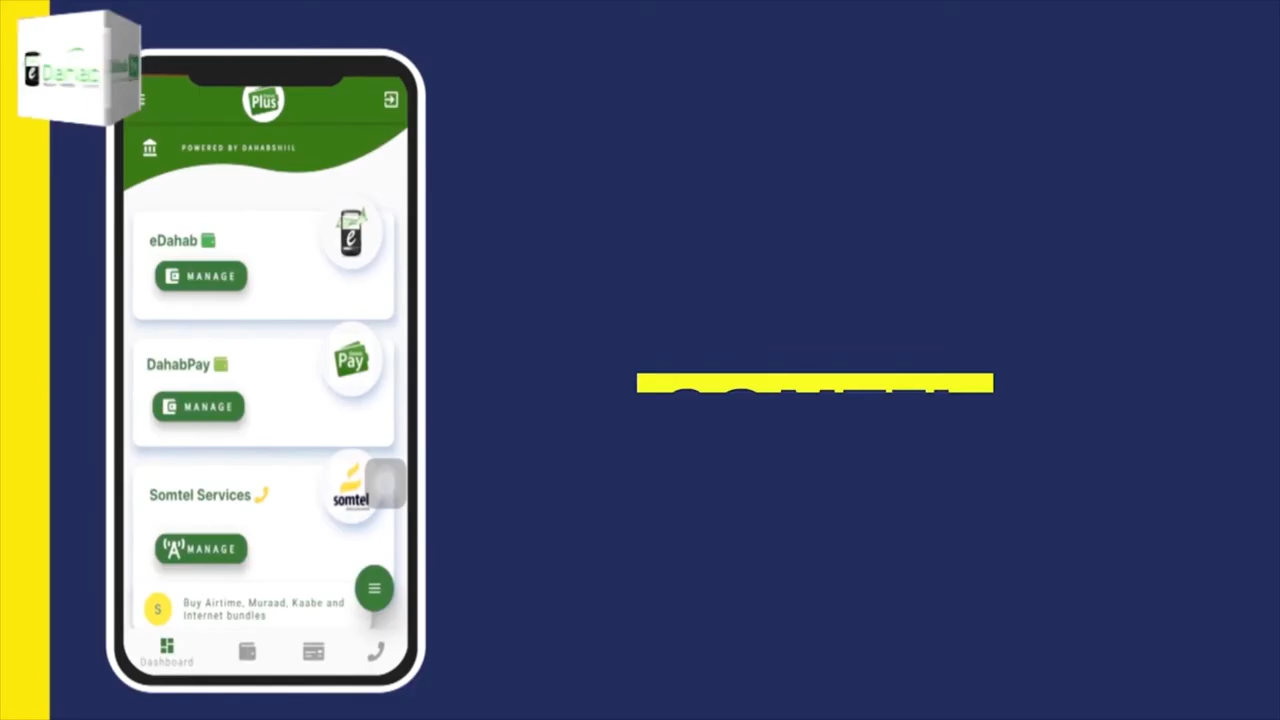 e Dahab
Plus
POWERED BY DAHABSHIIL
eDahab
e
MANAGE
DahabPay
Pay
MANAGE
Somtel Services
somtel
MANAGE
S
Buy Airtime, Muraad, Kaabe and
Internet bundles
Dashboard